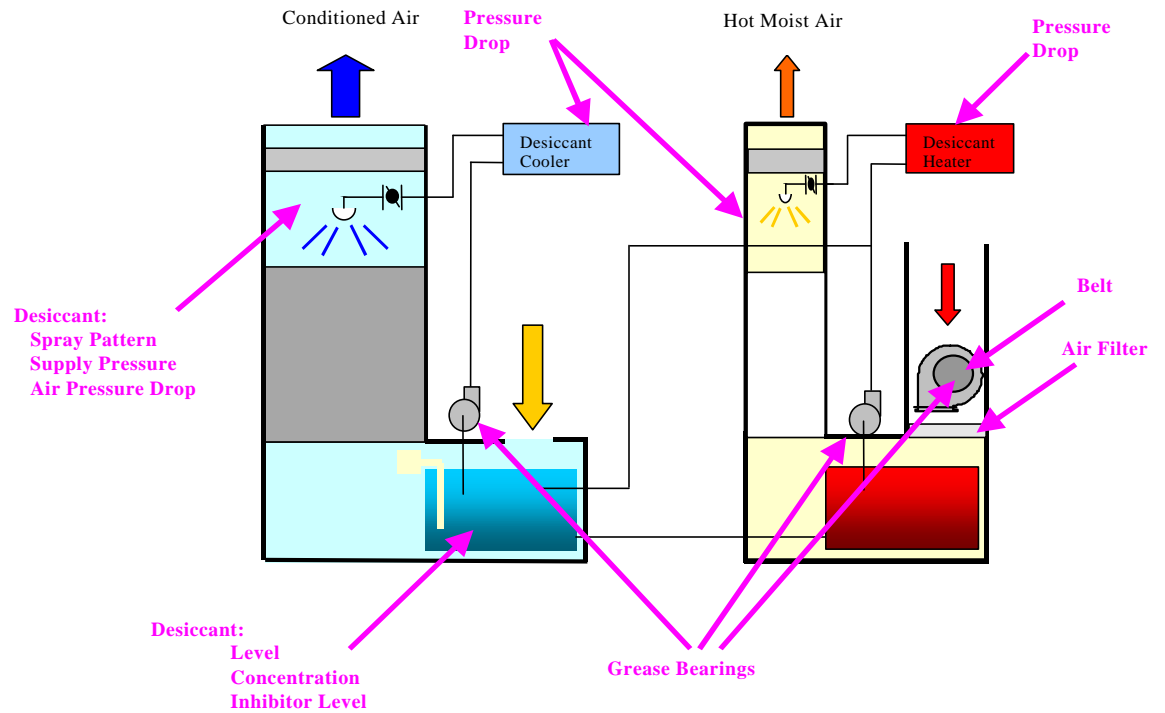 Conditioned Air
Pressure
Drop
Hot Moist Air
Pressure
Drop
Desiccant
Cooler
Desiccant
Heater
Belt
Air Filter
Desiccant:
Spray Pattern
Supply Pressure
Air Pressure Drop
Desiccant:
Level
Concentration
Inhibitor Level
Grease Bearings